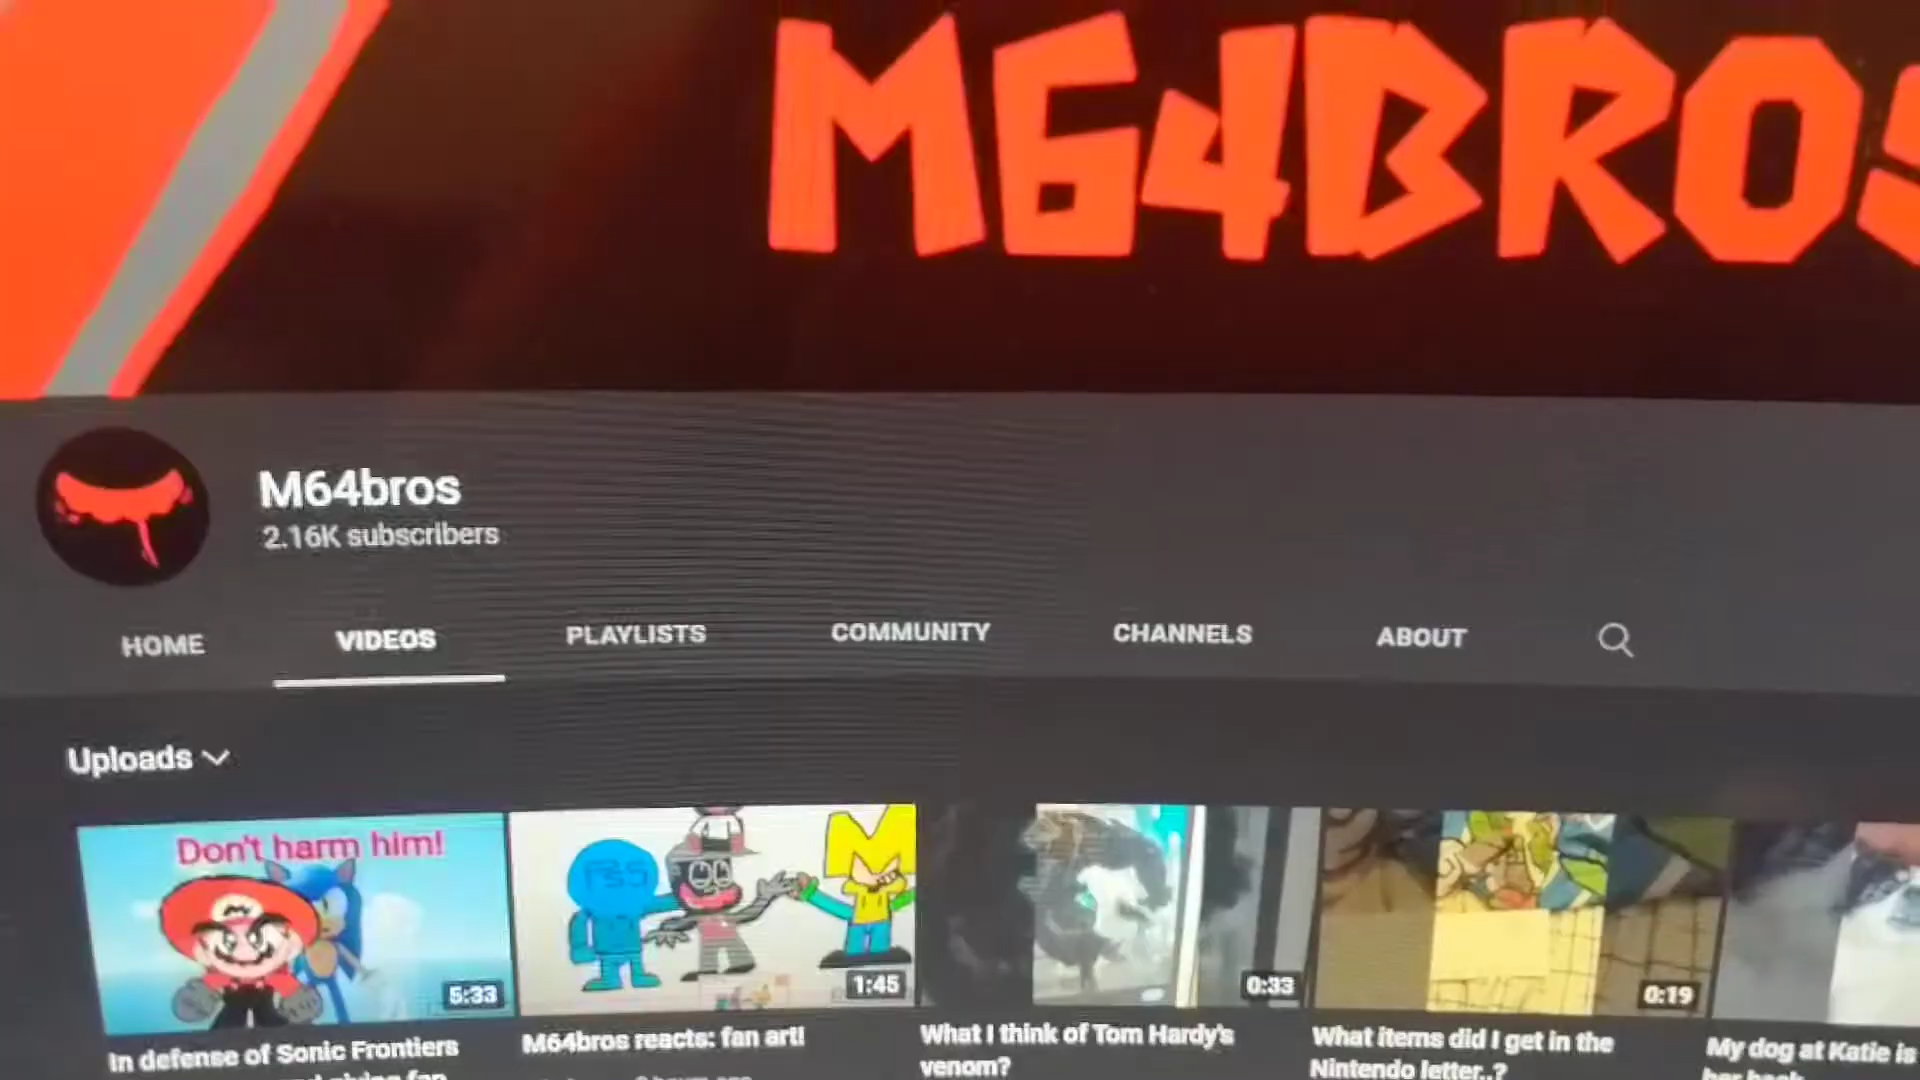 M64BROS
M64bros
2.16K subscribers
HOME
VIDEOS
PLAYLISTS
COMMUNITY
CHANNELS
ABOUT
Uploads
Don't harm him!
5:33
1:45
0:33
0:19
In defense of Sonic Frontiers
M64bros reacts: fan art!
What I think of Tom Hardy's
venom?
What items did I get in the
Nintendo letter..?
My dog at Katie is